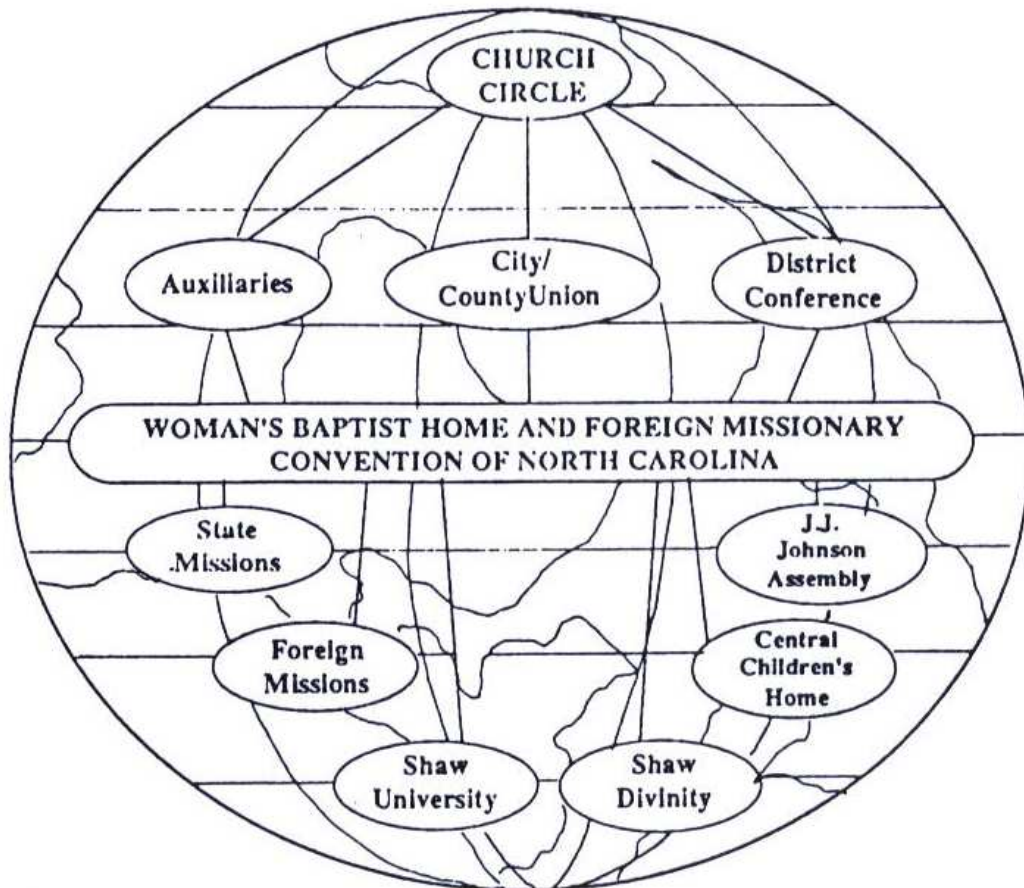 CHURCH
CIRCLE
Auxiliaries
City/
CountyUnion
District
Conference
WOMAN'S BAPTIST HOME AND FOREIGN MISSIONARY
CONVENTION OF NORTH CAROLINA
State
.Missions
J.J.
Johnson
Assembly
Foreign
Missions
Central
Children's
Home
Shaw
University
Shaw
Divinity